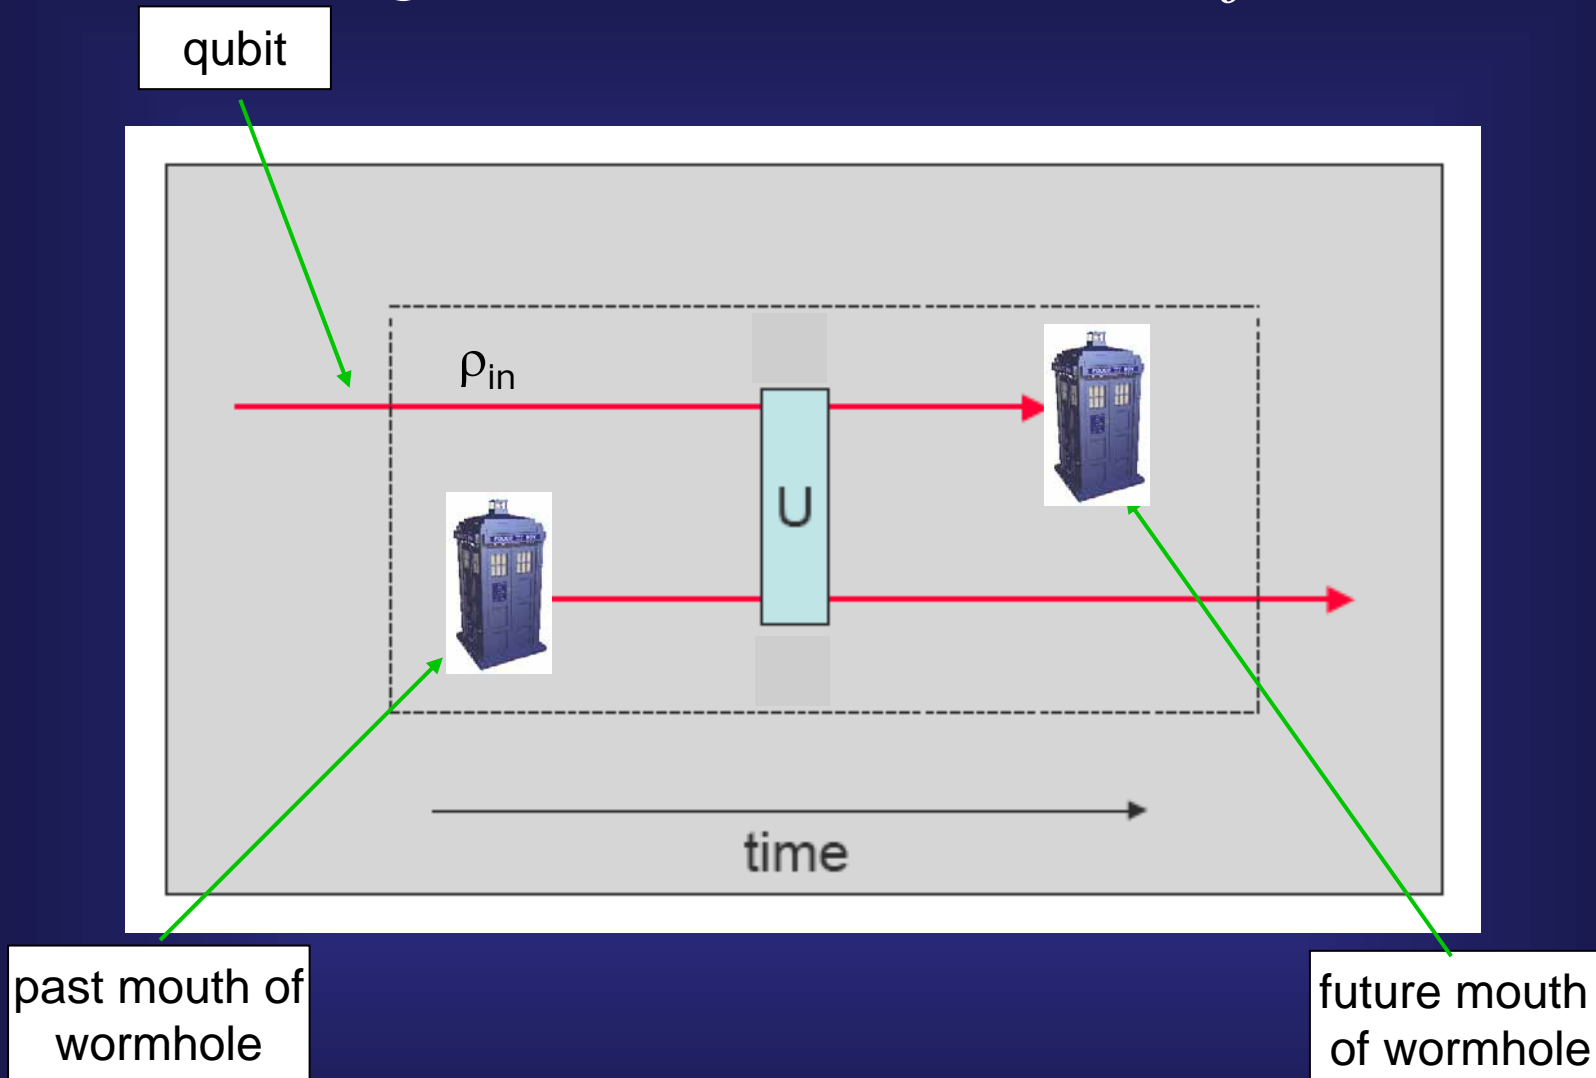 qubit
ρin
U
time
past mouth of
wormhole
future mouth
of wormhole